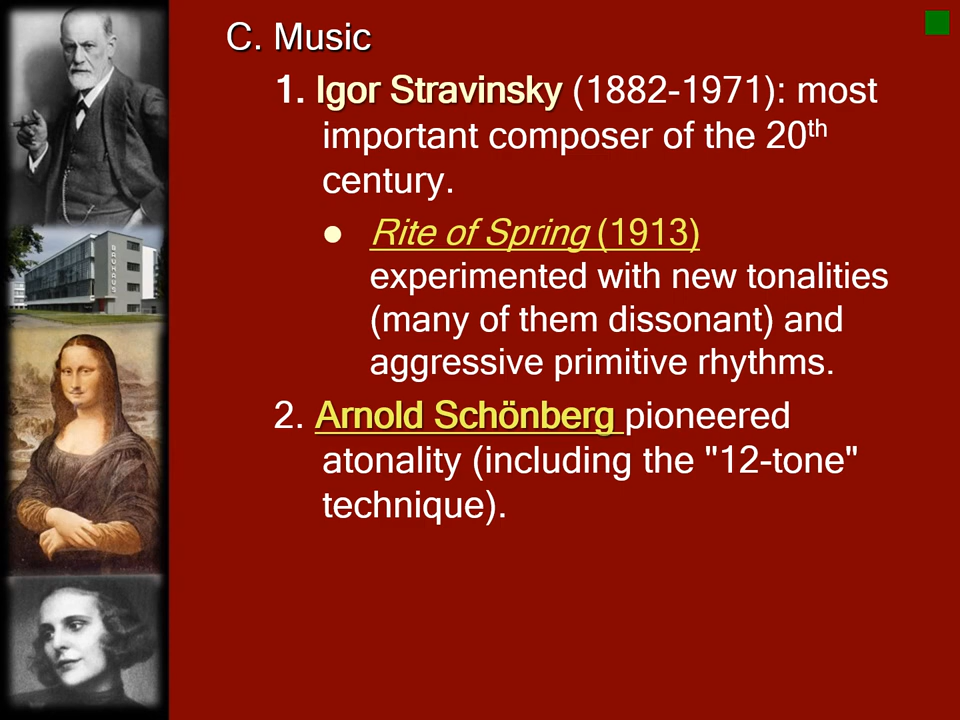 C. Music
1. Igor Stravinsky (1882-1971): most
important composer of the 20th
century.
● Rite of Spring (1913)
experimented with new tonalities
(many of them dissonant) and
aggressive primitive rhythms.
2. Arnold Schönberg pioneered
atonality (including the "12-tone"
technique).
BAUHAUS